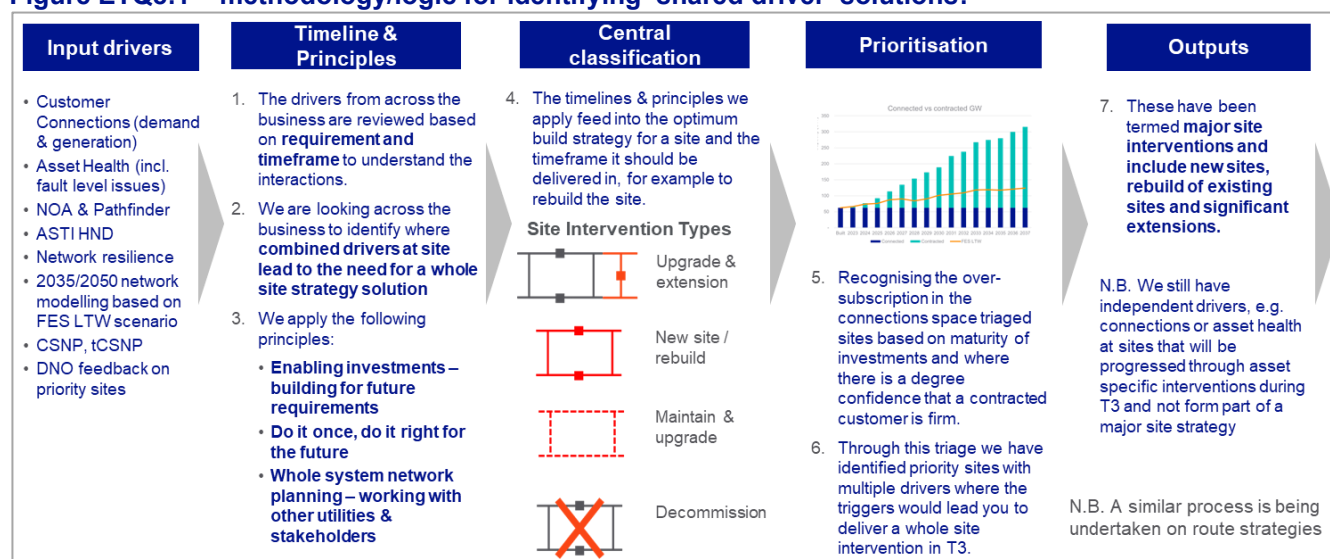 Input drivers
• Customer
Connections (demand
& generation)
• Asset Health (incl.
fault level issues)
• NOA & Pathfinder
• ASTI HND
• Network resilience
• 2035/2050 network
modelling based on
FES LTW scenario
• CSNP, tCSNP
• DNO feedback on
priority sites
Timeline &
Principles
1. The drivers from across the
business are reviewed based
on requirement and
timeframe to understand the
interactions.
2. We are looking across the
business to identify where
combined drivers at site
lead to the need for a whole
site strategy solution
3. We apply the following
principles:
• Enabling investments –
building for future
requirements
• Do it once, do it right for
the future
• Whole system network
planning – working with
other utilities &
stakeholders
Central
classification
4. The timelines & principles we
apply feed into the optimum
build strategy for a site and the
timeframe it should be
delivered in, for example to
rebuild the site.
Site Intervention Types
Upgrade &
extension
New site /
rebuild
Maintain &
upgrade
Decommission
Prioritisation
Connected vs contracted GW
Connected Contracted FES LTW
5. Recognising the over-
subscription in the
connections space triaged
sites based on maturity of
investments and where
there is a degree
confidence that a contracted
customer is firm.
6. Through this triage we have
identified priority sites with
multiple drivers where the
triggers would lead you to
deliver a whole site
intervention in T3.
Outputs
7. These have been
termed major site
interventions and
include new sites,
rebuild of existing
sites and significant
extensions.
N.B. We still have
independent drivers, e.g.
connections or asset health
at sites that will be
progressed through asset
specific interventions during
T3 and not form part of a
major site strategy
N.B. A similar process is being
undertaken on route strategies